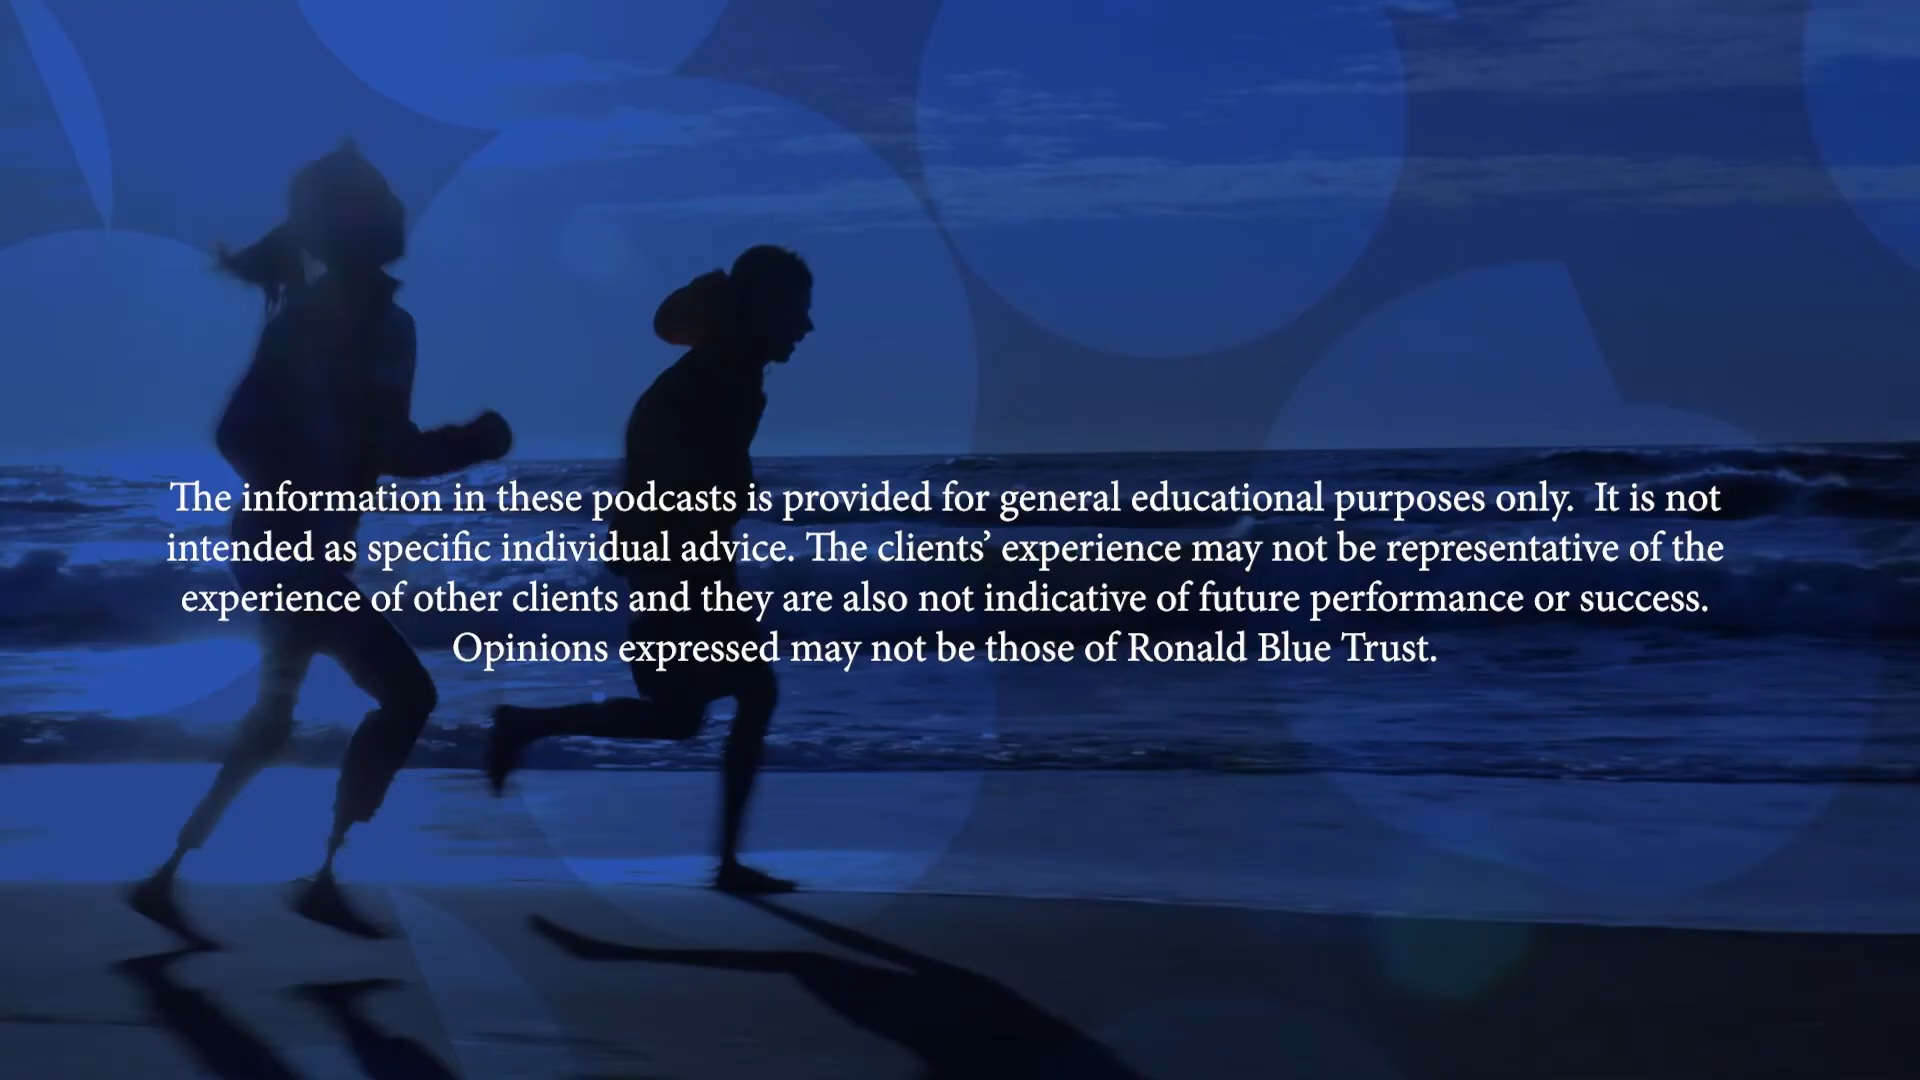 The information in these podcasts is provided for general educational purposes only.  It is not
intended as specific individual advice. The clients’ experience may not be representative of the
experience of other clients and they are also not indicative of future performance or success.
Opinions expressed may not be those of Ronald Blue Trust.